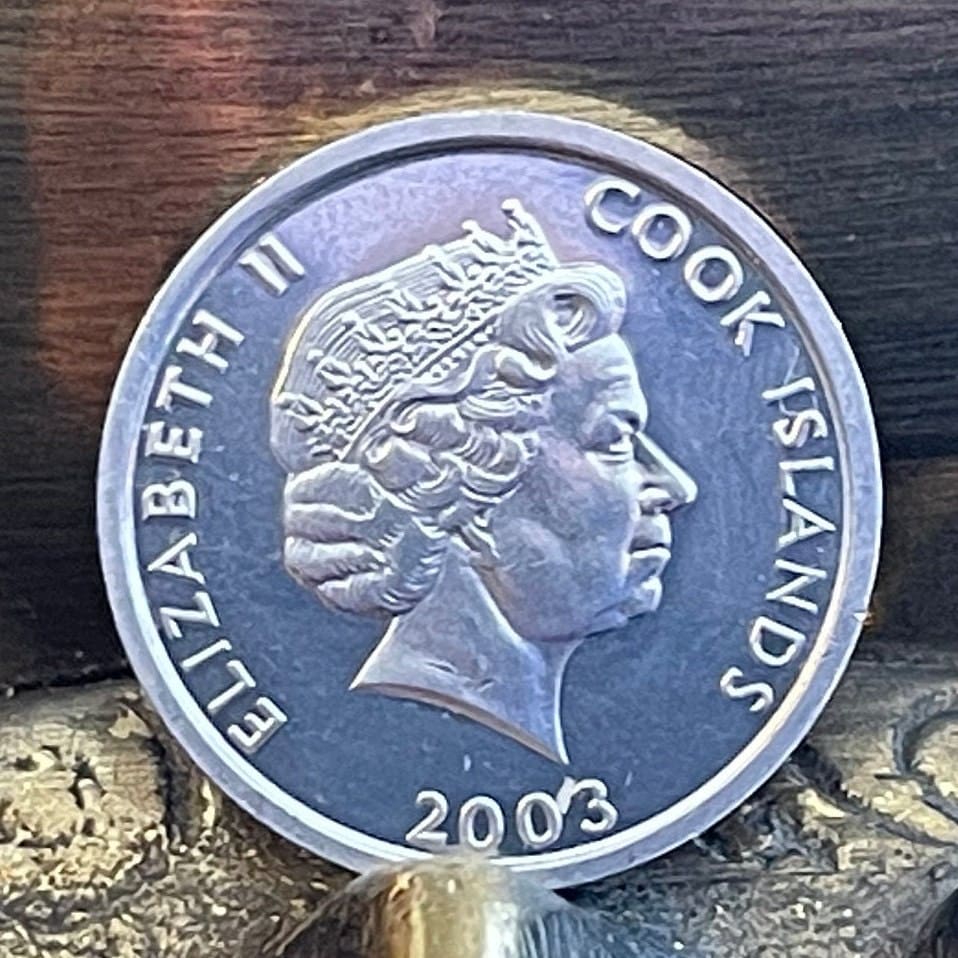 ELIZABETH II
COOK ISLANDS
2003